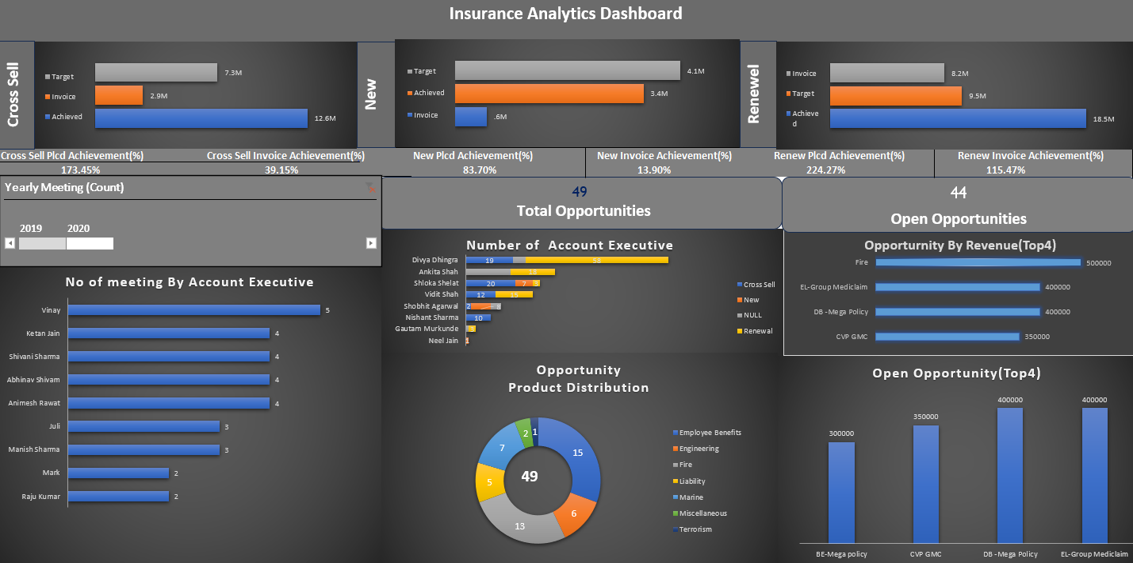 Insurance Analytics Dashboard
Cross Sell
Target
7.3M
Invoice
2.9M
Achieved
12.6M
New
Target
4.1M
Achieved
3.4M
Invoice
.6M
Renewel
Invoice
8.2M
Target
9.5M
Achieve
d
18.5M
Cross Sell Plcd Achievement(%)
173.45%
Cross Sell Invoice Achievement(%)
39.15%
New Plcd Achievement(%)
83.70%
New Invoice Achievement(%)
13.90%
Renew Plcd Achievement(%)
224.27%
Renew Invoice Achievement(%)
115.47%
Yearly Meeting (Count)
2019 2020
49
Total Opportunities
44
Open Opportunities
No of meeting By Account Executive
Vinay 5
Ketan Jain 4
Shivani Sharma 4
Abhinav Shivam 4
Animesh Rawat 4
Juli 3
Manish Sharma 3
Mark 2
Raju Kumar 2
Number of Account Executive
Divya Dhingra 19
Ankita Shah
Shloka Shelat 20 7
Vidit Shah 12
Shobhit Agarwal 2
Nishant Sharma 10
Gautam Murkunde
Neel Jain
Cross Sell
New
NULL
Renewal
Opportunity
Product Distribution
15
6
13
5
7
2
1
49
Employee Benefits
Engineering
Fire
Liability
Marine
Miscellaneous
Terrorism
Opporturnity By Revenue(Top4)
Fire 500000
EL-Group Mediclaim 400000
DB -Mega Policy 400000
CVP GMC 350000
Open Opportunity(Top4)
300000
350000
400000
400000
BE-Mega policy
CVP GMC
DB -Mega Policy
EL-Group Mediclaim